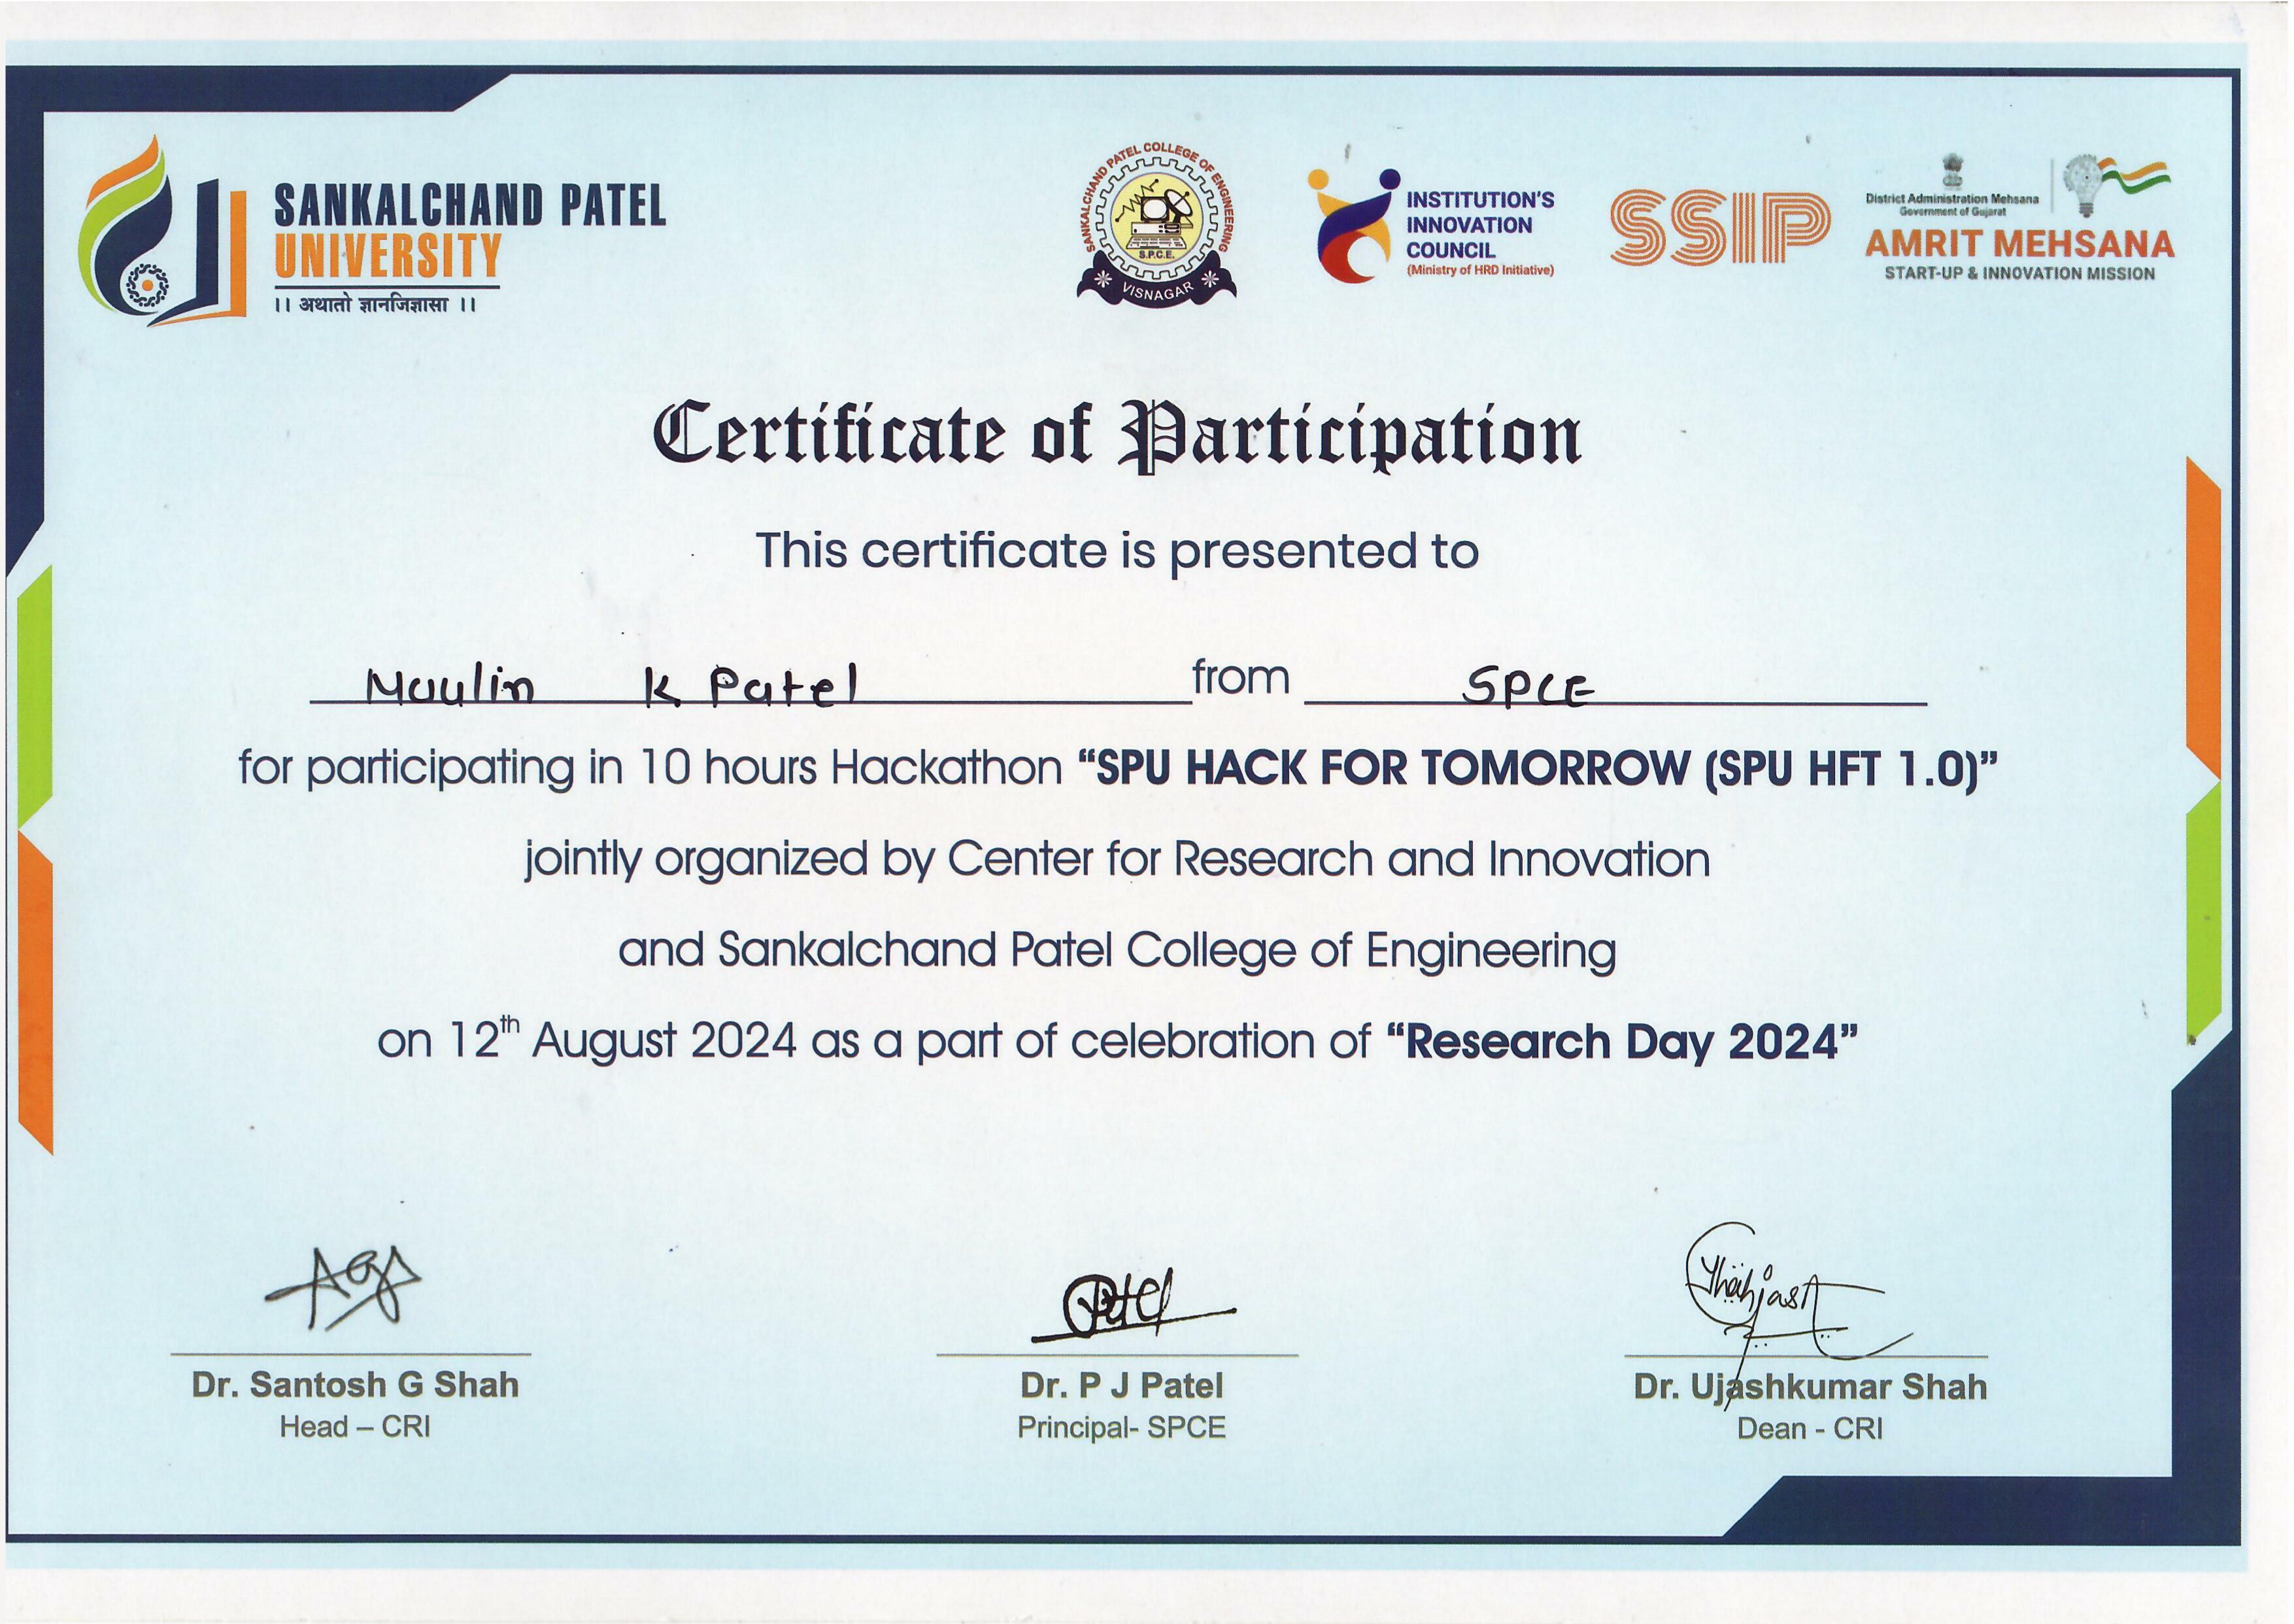 SANKALCHAND PATEL
UNIVERSITY
।। अथातो ज्ञानजिज्ञासा ।।
SANKALCHAND PATEL COLLEGE OF ENGINEERING
S.P.C.E.
VISNAGAR
INSTITUTION'S
INNOVATION
COUNCIL
(Ministry of HRD Initiative)
SSIP
District Administration Mehsana
Government of Gujarat
AMRIT MEHSANA
START-UP & INNOVATION MISSION
Certificate of Participation
This certificate is presented to
Maulin K Patel from SPCE
for participating in 10 hours Hackathon “SPU HACK FOR TOMORROW (SPU HFT 1.0)”
jointly organized by Center for Research and Innovation
and Sankalchand Patel College of Engineering
on 12th August 2024 as a part of celebration of “Research Day 2024”
Dr. Santosh G Shah
Head – CRI
Dr. P J Patel
Principal- SPCE
Dr. Ujashkumar Shah
Dean - CRI